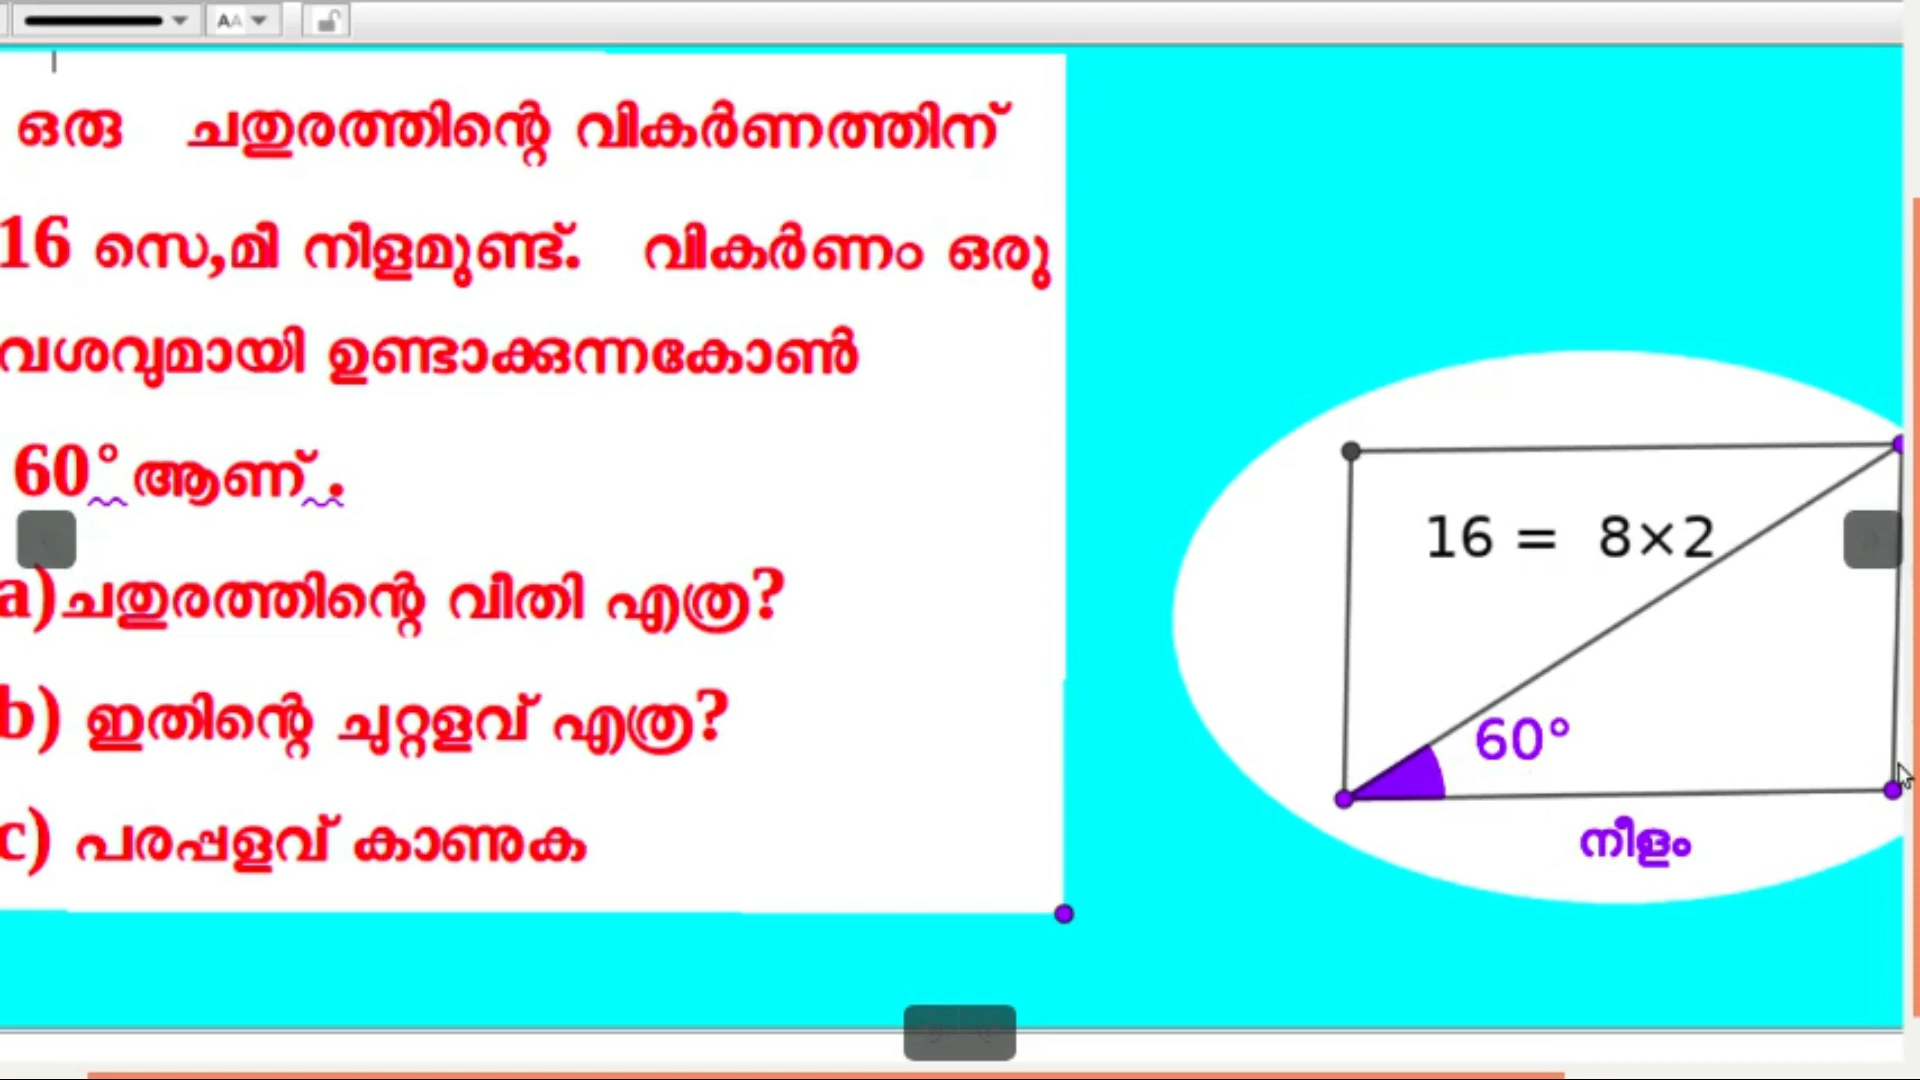 AA
ഒരു ചതുരത്തിന്റെ വികർണത്തിന്
16 സെ,മി നിളമുണ്ട്. വികർണം ഒരു
വശവുമായി ഉണ്ടാക്കുന്നകോൺ
60° ആണ് .
a)ചതുരത്തിന്റെ വീതി എത്ര?
b) ഇതിന്റെ ചുറ്റളവ് എത്ര?
c) പരപ്പളവ് കാണുക
16 = 8×2
60°
നീളം